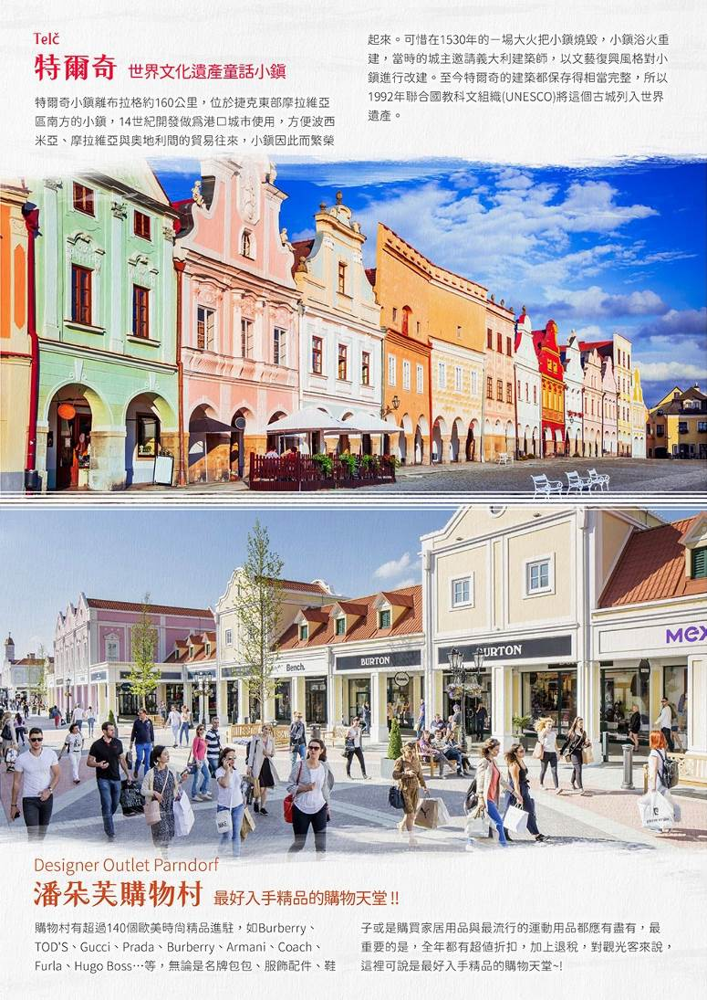 Telč
特爾奇 世界文化遺產童話小鎮
特爾奇小鎮離布拉格約160公里，位於捷克東部摩拉維亞
區南方的小鎮，14世紀開發做為港口城市使用，方便波西
米亞、摩拉維亞與奧地利間的貿易往來，小鎮因此而繁榮
起來。可惜在1530年的一場大火把小鎮燒毀，小鎮浴火重
建，當時的城主邀請義大利建築師，以文藝復興風格對小
鎮進行改建。至今特爾奇的建築都保存得相當完整，所以
1992年聯合國教科文組織(UNESCO)將這個古城列入世界
遺產。
Bench.
BURTON
BURTON
MEX
Bench.
NIKE
Designer Outlet Parndorf
潘朵芙購物村 最好入手精品的購物天堂!!
購物村有超過140個歐美時尚精品進駐，如Burberry、
TOD'S、Gucci、Prada、Burberry、Armani、Coach、
Furla、Hugo Boss…等，無論是名牌包包、服飾配件、鞋
子或是購買家居用品與最流行的運動用品都應有盡有，最
重要的是，全年都有超值折扣，加上退稅，對觀光客來說，
這裡可說是最好入手精品的購物天堂~!